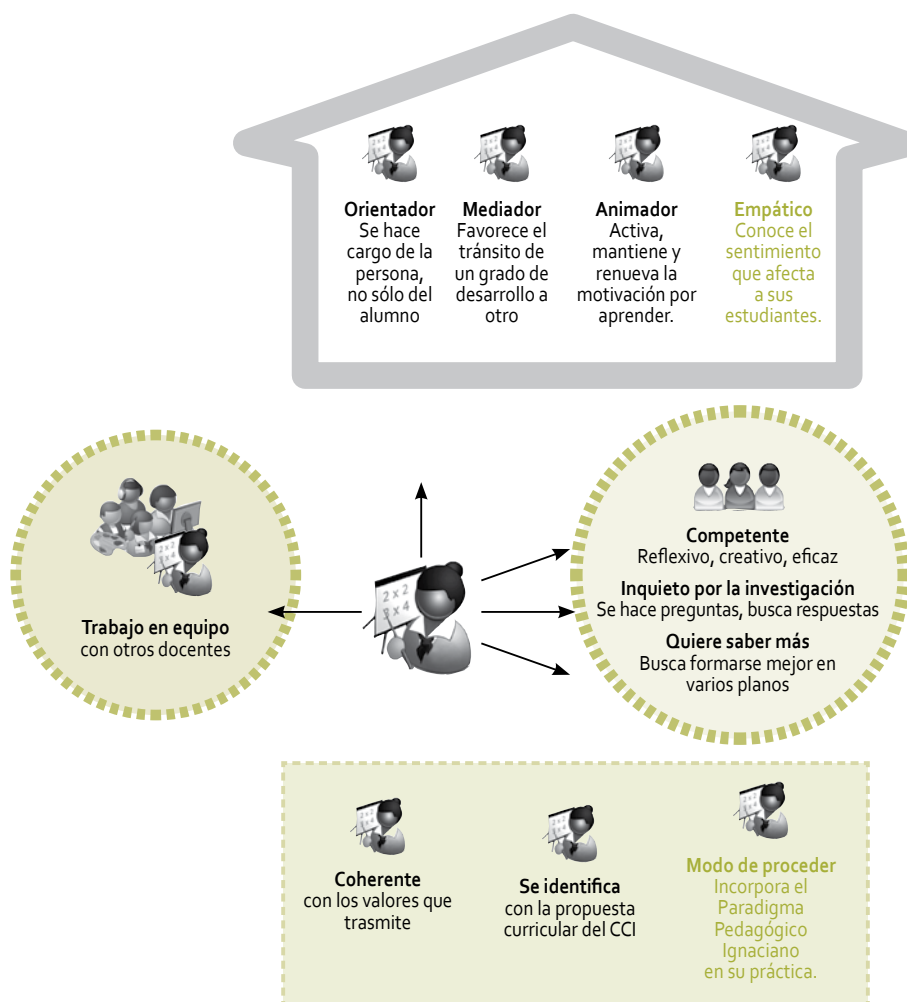 Orientador
Se hace
cargo de la
persona,
no sólo del
alumno
Mediador
Favorece el
tránsito de
un grado de
desarrollo a
otro
Animador
Activa,
mantiene y
renueva la
motivación por
aprender.
Empático
Conoce el
sentimiento
que afecta
a sus
estudiantes.
Trabajo en equipo
con otros docentes
2 x 2
3 x 4
Competente
Reflexivo, creativo, eficaz
Inquieto por la investigación
Se hace preguntas, busca respuestas
Quiere saber más
Busca formarse mejor en
varios planos
Coherente
con los valores que
trasmite
Se identifica
con la propuesta
curricular del CCI
Modo de proceder
Incorpora el
Paradigma
Pedagógico
Ignaciano
en su práctica.